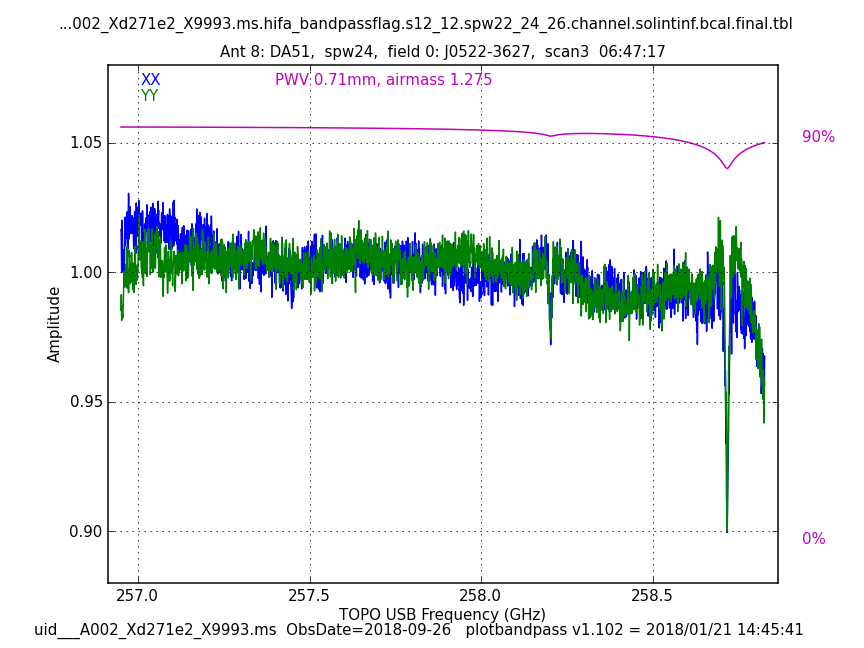 ...002_Xd271e2_X9993.ms.hifa_bandpassflag.s12_12.spw22_24_26.channel.solintinf.bcal.final.tbl
Ant 8: DA51,  spw24,  field 0: J0522-3627,  scan3  06:47:17
XX
YY
PWV 0.71mm, airmass 1.275
90%
0%
1.05
1.00
0.95
0.90
Amplitude
257.0
257.5
258.0
258.5
TOPO USB Frequency (GHz)
uid___A002_Xd271e2_X9993.ms  ObsDate=2018-09-26   plotbandpass v1.102 = 2018/01/21 14:45:41